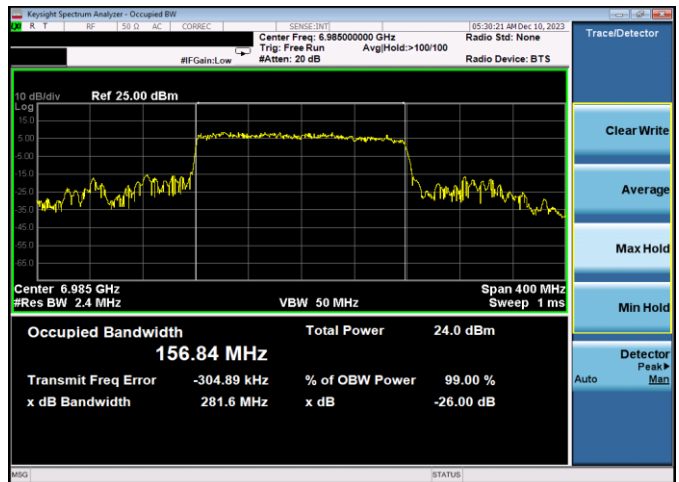 Keysight Spectrum Analyzer - Occupied BW
LXI R T RF 50 Ω AC CORREC SENSE:INT 05:30:21 AM Dec 10, 2023
Center Freq: 6.985000000 GHz Radio Std: None
Trig: Free Run Avg|Hold:>100/100
#IFGain:Low #Atten: 20 dB Radio Device: BTS
Trace/Detector
10 dB/div Ref 25.00 dBm
Log
15.0
5.00
-5.00
-15.0
-25.0
-35.0
-45.0
-55.0
-65.0
Center 6.985 GHz Span 400 MHz
#Res BW 2.4 MHz VBW 50 MHz Sweep 1 ms
Occupied Bandwidth Total Power 24.0 dBm
156.84 MHz
Transmit Freq Error -304.89 kHz % of OBW Power 99.00 %
x dB Bandwidth 281.6 MHz x dB -26.00 dB
Clear Write
Average
Max Hold
Min Hold
Detector
Peak▶
Auto Man
MSG STATUS